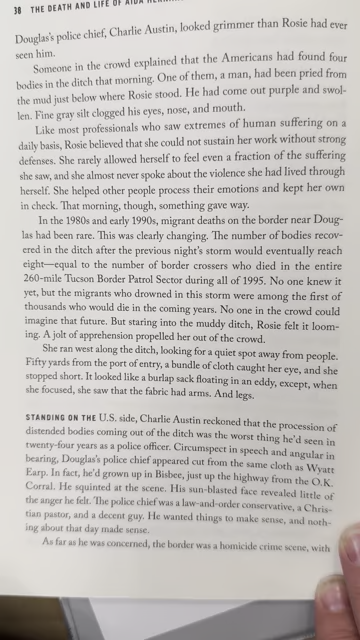 38 THE DEATH AND LIFE OF AIDA
Douglas's police chief, Charlie Austin, looked grimmer than Rosie had ever
seen him.
Someone in the crowd explained that the Americans had found four
bodies in the ditch that morning. One of them, a man, had been pried from
the mud just below where Rosie stood. He had come out purple and swol-
len. Fine gray silt clogged his eyes, nose, and mouth.
Like most professionals who saw extremes of human suffering on a
daily basis, Rosie believed that she could not sustain her work without strong
defenses. She rarely allowed herself to feel even a fraction of the suffering
she saw, and she almost never spoke about the violence she had lived through
herself. She helped other people process their emotions and kept her own
in check. That morning, though, something gave way.
In the 1980s and early 1990s, migrant deaths on the border near Doug-
las had been rare. This was clearly changing. The number of bodies recov-
ered in the ditch after the previous night's storm would eventually reach
eight—equal to the number of border crossers who died in the entire
260-mile Tucson Border Patrol Sector during all of 1995. No one knew it
yet, but the migrants who drowned in this storm were among the first of
thousands who would die in the coming years. No one in the crowd could
imagine that future. But staring into the muddy ditch, Rosie felt it loom-
ing. A jolt of apprehension propelled her out of the crowd.
She ran west along the ditch, looking for a quiet spot away from people.
Fifty yards from the port of entry, a bundle of cloth caught her eye, and she
stopped short. It looked like a burlap sack floating in an eddy, except, when
she focused, she saw that the fabric had arms. And legs.
STANDING ON THE U.S. side, Charlie Austin reckoned that the procession of
distended bodies coming out of the ditch was the worst thing he'd seen in
twenty-four years as a police officer. Circumspect in speech and angular in
bearing, Douglas's police chief appeared cut from the same cloth as Wyatt
Earp. In fact, he'd grown up in Bisbee, just up the highway from the O.K.
Corral. He squinted at the scene. His sun-blasted face revealed little of
the anger he felt. The police chief was a law-and-order conservative, a Chris-
tian pastor, and a decent guy. He wanted things to make sense, and noth-
ing about that day made sense.
As far as he was concerned, the border was a homicide crime scene, with